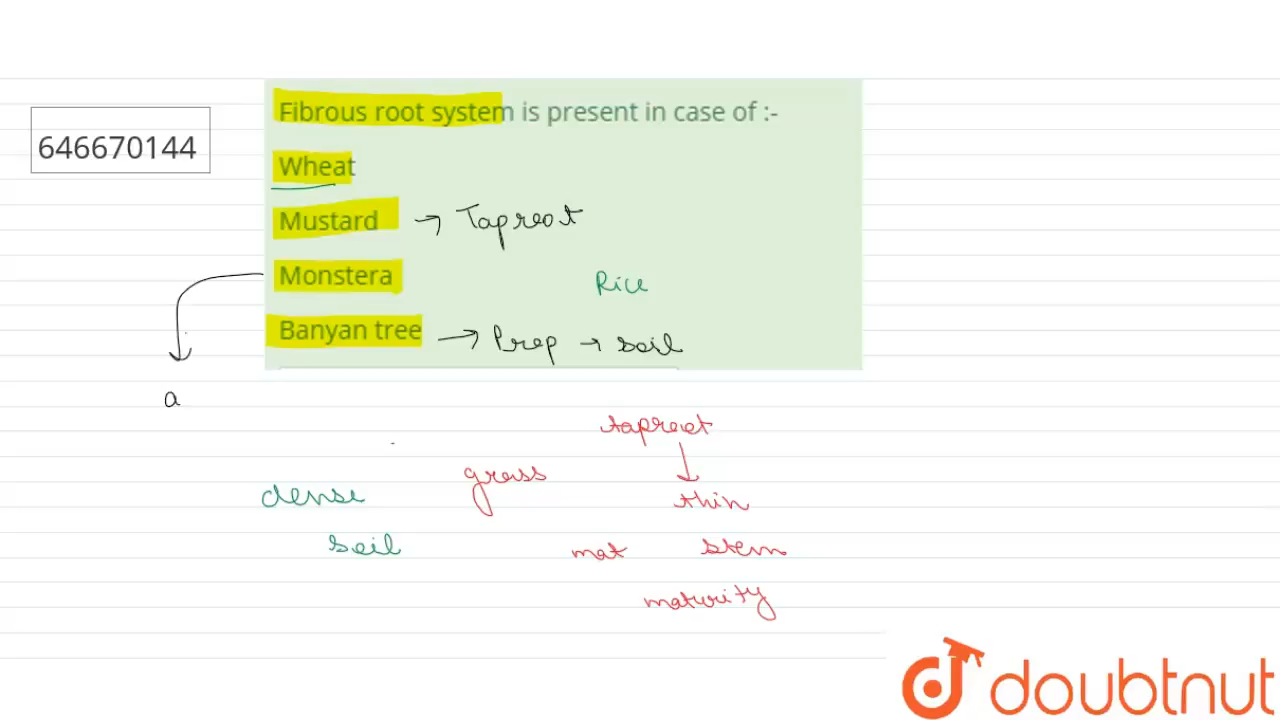 Fibrous root system is present in case of :-
646670144
Wheat
Mustard → Taproot
Monstera
Rice
Banyan tree → Prep → soil
a
taproot
grass
dense
thin
soil
mat
stem
maturity
doubtnut